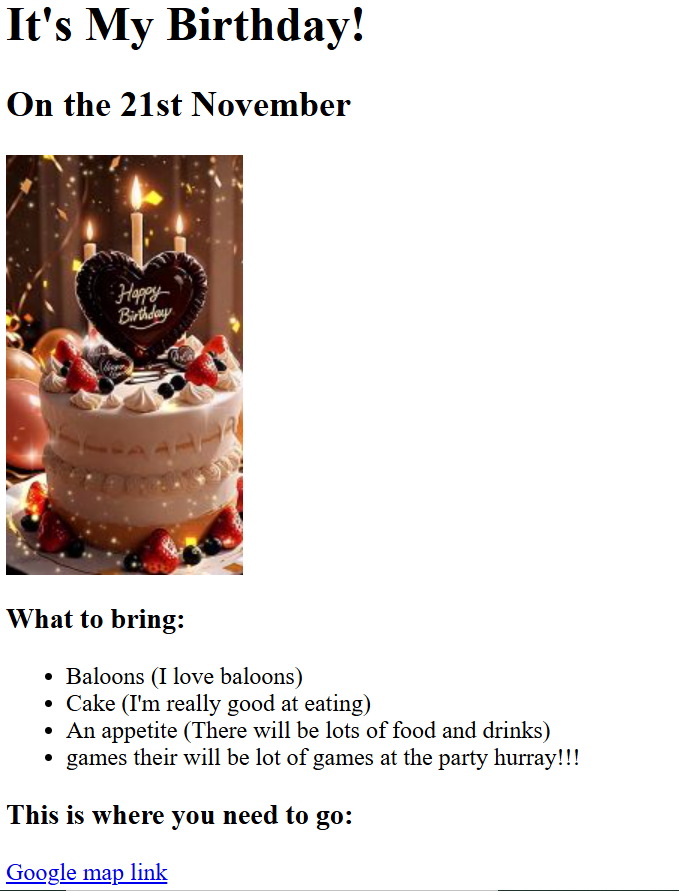 It's My Birthday!
On the 21st November
Happy
Birthday
What to bring:
Baloons (I love baloons)
Cake (I'm really good at eating)
An appetite (There will be lots of food and drinks)
games their will be lot of games at the party hurray!!!
This is where you need to go:
Google map link